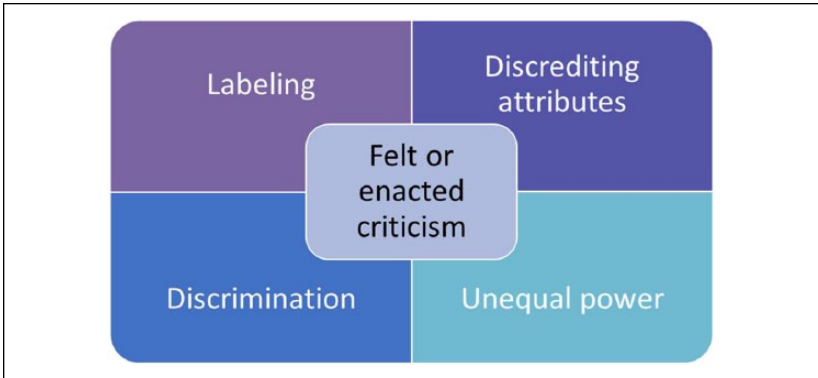 Labeling
Discrediting
attributes
Felt or
enacted
criticism
Discrimination
Unequal power